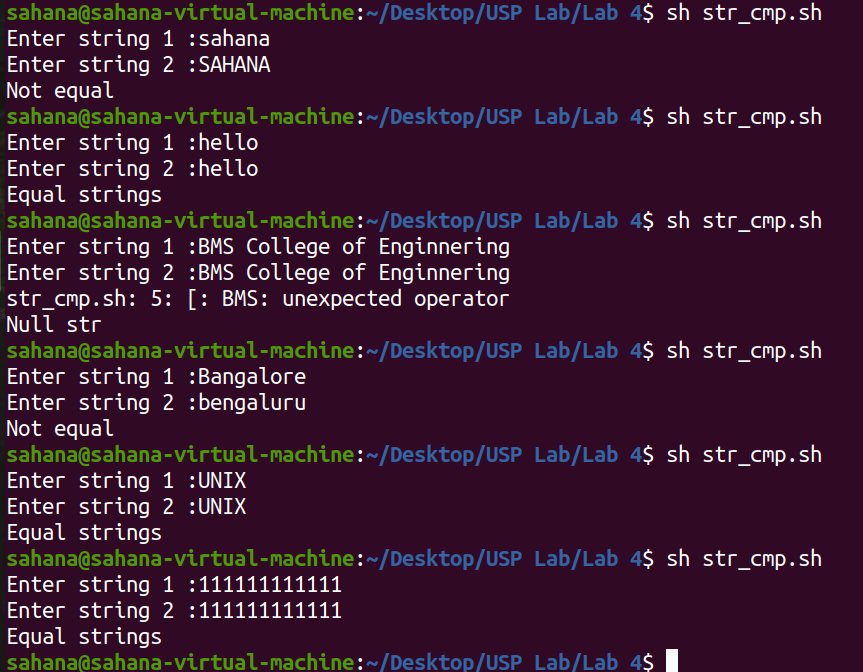 sahana@sahana-virtual-machine:~/Desktop/USP Lab/Lab 4$ sh str_cmp.sh
Enter string 1 :sahana
Enter string 2 :SAHANA
Not equal
sahana@sahana-virtual-machine:~/Desktop/USP Lab/Lab 4$ sh str_cmp.sh
Enter string 1 :hello
Enter string 2 :hello
Equal strings
sahana@sahana-virtual-machine:~/Desktop/USP Lab/Lab 4$ sh str_cmp.sh
Enter string 1 :BMS College of Enginnering
Enter string 2 :BMS College of Enginnering
str_cmp.sh: 5: [: BMS: unexpected operator
Null str
sahana@sahana-virtual-machine:~/Desktop/USP Lab/Lab 4$ sh str_cmp.sh
Enter string 1 :Bangalore
Enter string 2 :bengaluru
Not equal
sahana@sahana-virtual-machine:~/Desktop/USP Lab/Lab 4$ sh str_cmp.sh
Enter string 1 :UNIX
Enter string 2 :UNIX
Equal strings
sahana@sahana-virtual-machine:~/Desktop/USP Lab/Lab 4$ sh str_cmp.sh
Enter string 1 :111111111111
Enter string 2 :111111111111
Equal strings
sahana@sahana-virtual-machine:~/Desktop/USP Lab/Lab 4$